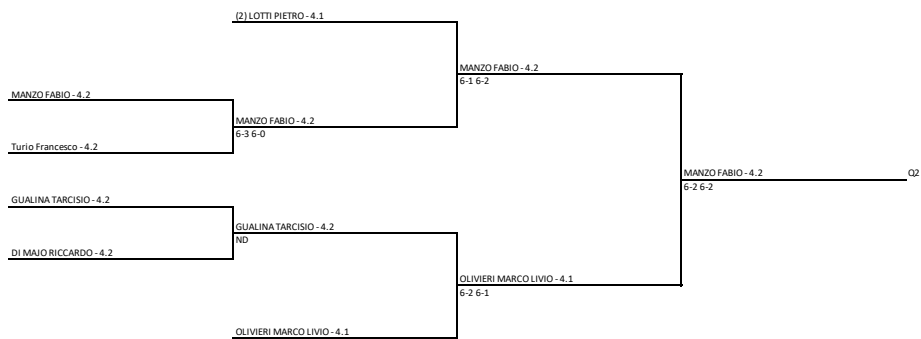 (2) LOTTI PIETRO - 4.1
MANZO FABIO - 4.2
6-1 6-2
MANZO FABIO - 4.2
MANZO FABIO - 4.2
6-3 6-0
Turio Francesco - 4.2
MANZO FABIO - 4.2
Q2
6-2 6-2
GUALINA TARCISIO - 4.2
GUALINA TARCISIO - 4.2
ND
DI MAJO RICCARDO - 4.2
OLIVIERI MARCO LIVIO - 4.1
6-2 6-1
OLIVIERI MARCO LIVIO - 4.1